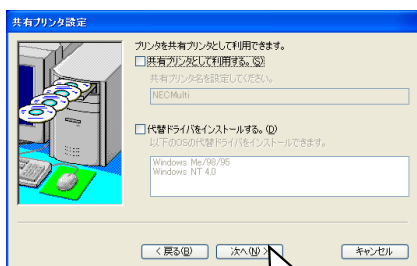 共有プリンタ設定
プリンタを共有プリンタとして利用できます。
共有プリンタとして利用する。(S)
共有プリンタ名を設定してください。
NECMulti
代替ドライバをインストールする。(D)
以下のOSの代替ドライバをインストールできます。
Windows Me/98/95
Windows NT 4.0
< 戻る(B)
次へ(N) >
キャンセル